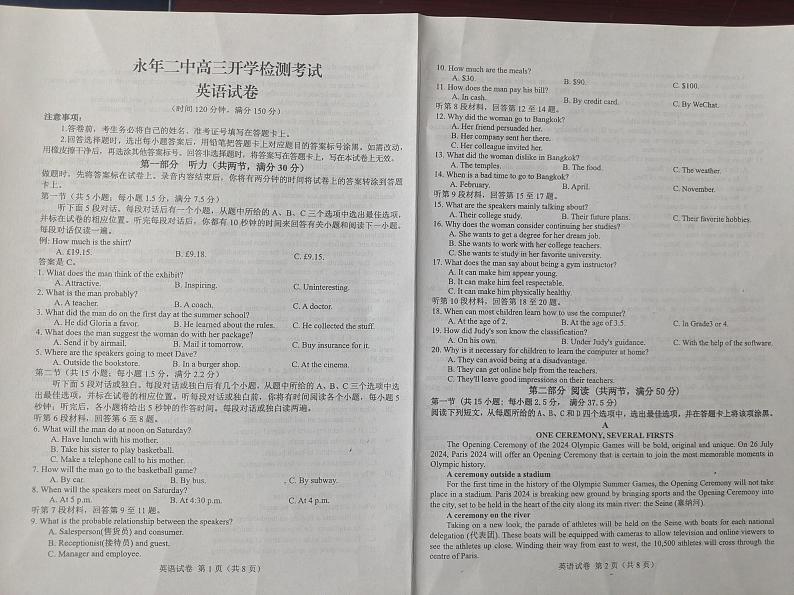 永年二中高三开学检测考试
英语试卷
（时间 120 分钟，满分 150 分）
注意事项：
1.答卷前，考生务必将自己的姓名、准考证号填写在答题卡上。
2.回答选择题时，选出每小题答案后，用铅笔把答题卡上对应题目的答案标号涂黑。如需改动，
用橡皮擦干净后，再选涂其他答案标号。回答非选择题时，将答案写在答题卡上，写在本试卷上无效。
第一部分 听力（共两节，满分 30 分）
做题时，先将答案标在试卷上。录音内容结束后，你将有两分钟的时间将试卷上的答案转涂到答题
卡上。
第一节（共 5 小题；每小题 1.5 分，满分 7.5 分）
听下面 5 段对话。每段对话后有一个小题，从题中所给的 A、B、C 三个选项中选出最佳选项，
并标在试卷的相应位置。听完每段对话后，你都有 10 秒钟的时间来回答有关小题和阅读下一小题。
每段对话仅读一遍。
例: How much is the shirt?
A. £19.15. B. £9.18. C. £9.15.
答案是 C。
1. What does the man think of the exhibit?
A. Attractive. B. Inspiring. C. Uninteresting.
2. What is the man probably?
A. A teacher. B. A coach. C. A doctor.
3. What did the man do on the first day at the summer school?
A. He did Gloria a favor. B. He learned about the rules. C. He collected the stuff.
4. What does the man suggest the woman do with her package?
A. Send it by airmail. B. Mail it tomorrow. C. Buy insurance for it.
5. Where are the speakers going to meet Dave?
A. Outside the bookstore. B. In a burger shop. C. At the cinema.
第二节（共 15 小题；每小题 1.5 分，满分 2.2 分）
听下面 5 段对话或独白。每段对话或独白后有几个小题，从题中所给的 A、B、C 三个选项中选
出最佳选项，并标在试卷的相应位置。听每段对话或独白前，你将有时间阅读各个小题，每小题 5
秒钟；听完后，各小题将给出 5 秒钟的作答时间。每段对话或独白读两遍。
听第 6 段材料，回答第 6 至 8 题。
6. What will the man do at noon on Saturday?
A. Have lunch with his mother.
B. Take his sister to play basketball.
C. Make a telephone call to his mother.
7. How will the man go to the basketball game?
A. By car. B. By bus. C. By subway.
8. When will the speakers meet on Saturday?
A. At 5 p.m. B. At 4:30 p.m. C. At 3 p.m.
听第 7 段材料，回答第 9 至 11 题。
9. What is the probable relationship between the speakers?
A. Salesperson(售货员) and customer.
B. Receptionist(接待员) and guest.
C. Manager and employee.
英语试卷 第 1 页（共 8 页）
10. How much are the meals?
A. $30. B. $90. C. $100.
11. How does the man pay his bill?
A. In cash. B. By credit card. C. By WeChat.
听第 8 段材料，回答第 12 至 14 题。
12. Why did the woman go to Bangkok?
A. Her friend persuaded her.
B. Her company sent her there.
C. Her colleague invited her.
13. What did the woman dislike in Bangkok?
A. The temples. B. The food. C. The weather.
14. When is a bad time to go to Bangkok?
A. February. B. April. C. November.
听第 9 段材料，回答第 15 至 17 题。
15. What are the speakers mainly talking about?
A. Their college study. B. Their future plans. C. Their favorite hobbies.
16. Why does the woman consider continuing her studies?
A. She wants to get a degree for her dream job.
B. She wants to work with her college teachers.
C. She wants to study in her favorite university.
17. What does the man say about being a gym instructor?
A. It can make him appear young.
B. It can make him feel respected.
C. It can make him physically healthy.
听第 10 段材料，回答第 18 至 20 题。
18. When can most children learn how to use the computer?
A. At the age of 2. B. At the age of 3.5. C. In Grade3 or 4.
19. How did Judy's son know the classification?
A. On his own. B. Under Judy's guidance. C. With the help of the software.
20. Why is it necessary for children to learn the computer at home?
A. They can avoid being at a disadvantage.
B. They can get online help from the teachers.
C. They'll leave good impressions on their teachers.
第二部分 阅读（共两节，满分 50 分）
第一节（共 15 小题；每小题 2.5 分， 满分 37.5 分）
阅读下列短文，从每题所给的 A、B、C 和 D 四个选项中，选出最佳选项，并在答题卡上将该项涂黑。
A
ONE CEREMONY, SEVERAL FIRSTS
The Opening Ceremony of the 2024 Olympic Games will be bold, original and unique. On 26 July
2024, Paris 2024 will offer an Opening Ceremony that is certain to join the most memorable moments in
Olympic history.
A ceremony outside a stadium
For the first time in the history of the Olympic Summer Games, the Opening Ceremony will not take
place in a stadium. Paris 2024 is breaking new ground by bringing sports and the Opening Ceremony into
the city, set to be held in the heart of the city along its main river: the Seine (塞纳河).
A ceremony on the river
Taking on a new look, the parade of athletes will be held on the Seine with boats for each national
delegation (代表团). These boats will be equipped with cameras to allow television and online viewers to
see the athletes up close. Winding their way from east to west, the 10,500 athletes will cross through the
centre of Paris.
英语试卷 第 2 页（共 8 页）